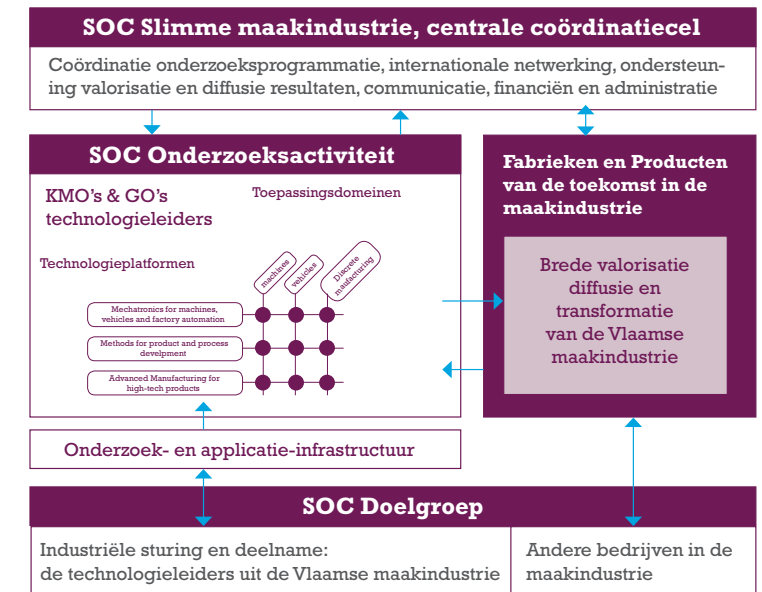 SOC Slimme maakindustrie, centrale coördinatiecel
Coördinatie onderzoeksprogrammatie, internationale netwerking, ondersteun-
ing valorisatie en diffusie resultaten, communicatie, financiën en administratie
SOC Onderzoeksactiviteit
KMO's & GO's
technologieleiders
Toepassingsdomeinen
Technologieplatformen
machines
vehicles
Discrete
maufacturing
Mechatronics for machines,
vehicles and factory automation
Methods for product and process
develpment
Advanced Manufacturing for
high-tech products
Fabrieken en Producten
van de toekomst in de
maakindustrie
Brede valorisatie
diffusie en
transformatie
van de Vlaamse
maakindustrie
Onderzoek- en applicatie-infrastructuur
SOC Doelgroep
Industriële sturing en deelname:
de technologieleiders uit de Vlaamse maakindustrie
Andere bedrijven in de
maakindustrie